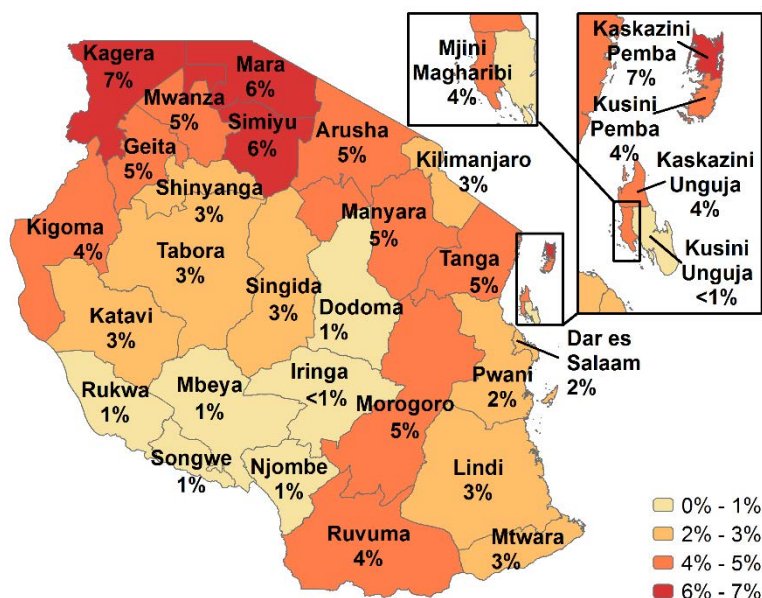 Kagera
7%
Mara
6%
Mwanza
5%
Simiyu
6%
Geita
5%
Arusha
5%
Kilimanjaro
3%
Shinyanga
3%
Kigoma
4%
Tabora
3%
Manyara
5%
Tanga
5%
Singida
3%
Dodoma
1%
Katavi
3%
Dar es
Salaam
2%
Pwani
2%
Rukwa
1%
Mbeya
1%
Iringa
<1%
Morogoro
5%
Songwe
1%
Njombe
1%
Lindi
3%
Ruvuma
4%
Mtwara
3%
Mjini
Magharibi
4%
Kaskazini
Pemba
7%
Kusini
Pemba
4%
Kaskazini
Unguja
4%
Kusini
Unguja
<1%
0% - 1%
2% - 3%
4% - 5%
6% - 7%